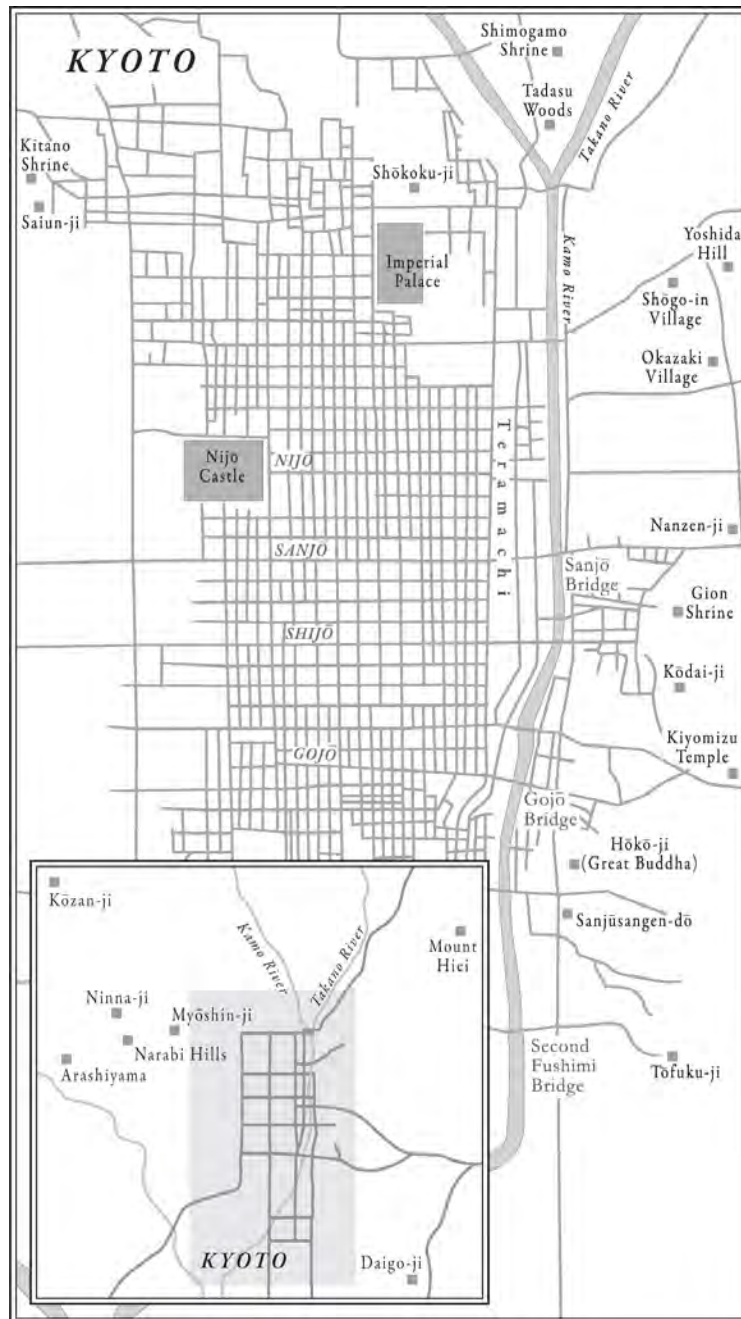 KYOTO
Shimogamo
Shrine
Tadasu
Woods
Takano River
Kitano
Shrine
Shōkoku-ji
Saiun-ji
Imperial
Palace
Kamo River
Yoshida
Hill
Shōgo-in
Village
Okazaki
Village
Teramachi
Nijō
Castle
NIJŌ
Nanzen-ji
SANJŌ
Sanjō
Bridge
Gion
Shrine
SHIJŌ
Kōdai-ji
Kiyomizu
Temple
GOJŌ
Gojō
Bridge
Hōkō-ji
(Great Buddha)
Sanjūsangen-dō
Second
Fushimi
Bridge
Tōfuku-ji
Kōzan-ji
Kamo River
Takano River
Mount
Hiei
Ninna-ji
Myōshin-ji
Narabi Hills
Arashiyama
KYOTO
Daigo-ji